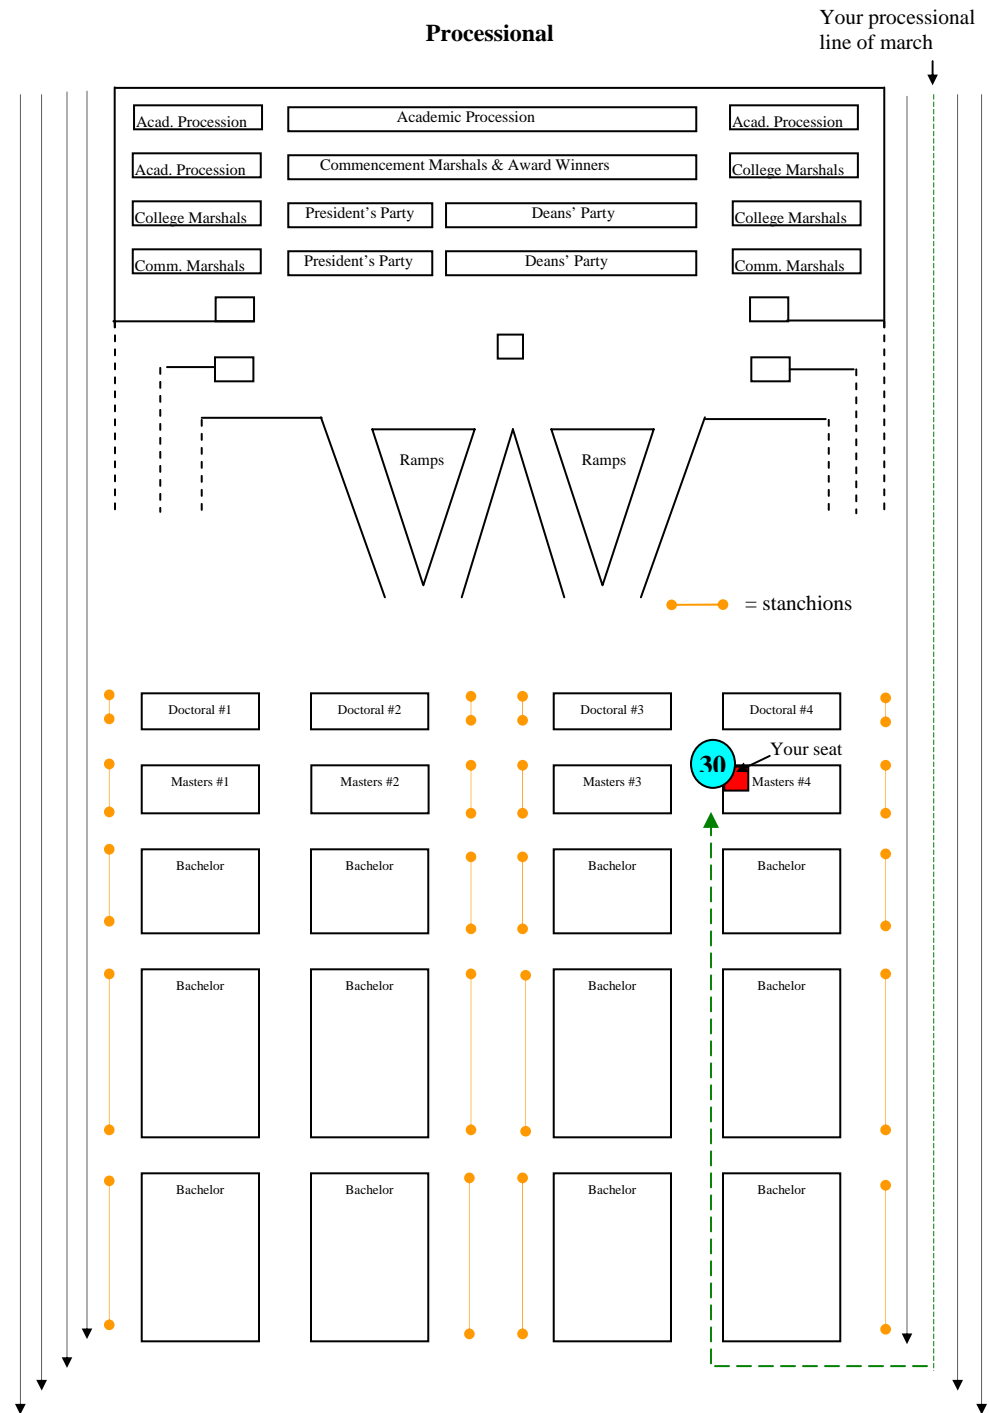 Processional
Your processional
line of march
Acad. Procession
Academic Procession
Acad. Procession
Acad. Procession
Commencement Marshals & Award Winners
College Marshals
College Marshals
President's Party
Deans' Party
College Marshals
Comm. Marshals
President's Party
Deans' Party
Comm. Marshals
Ramps
Ramps
= stanchions
Doctoral #1
Doctoral #2
Doctoral #3
Doctoral #4
Your seat
30
Masters #1
Masters #2
Masters #3
Masters #4
Bachelor
Bachelor
Bachelor
Bachelor
Bachelor
Bachelor
Bachelor
Bachelor
Bachelor
Bachelor
Bachelor
Bachelor